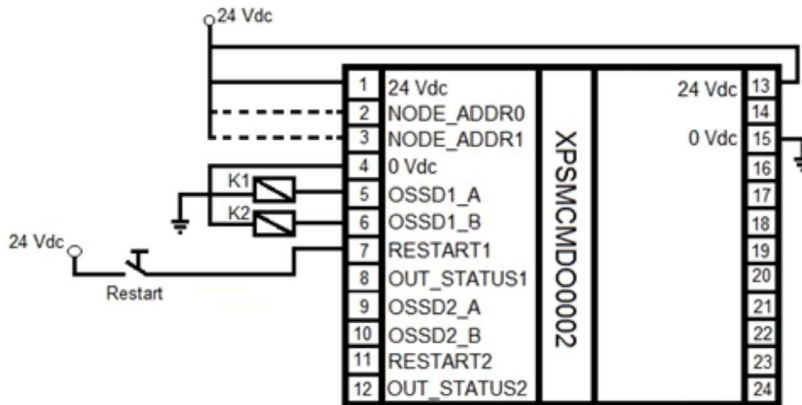 24 Vdc
1 24 Vdc 24 Vdc 13
2 NODE_ADDR0 14
3 NODE_ADDR1 0 Vdc 15
4 0 Vdc 16
K1 5 OSSD1_A 17
K2 6 OSSD1_B 18
24 Vdc 7 RESTART1 19
Restart 8 OUT_STATUS1 20
9 OSSD2_A 21
10 OSSD2_B 22
11 RESTART2 23
12 OUT_STATUS2 24
XPSMCMDO0002